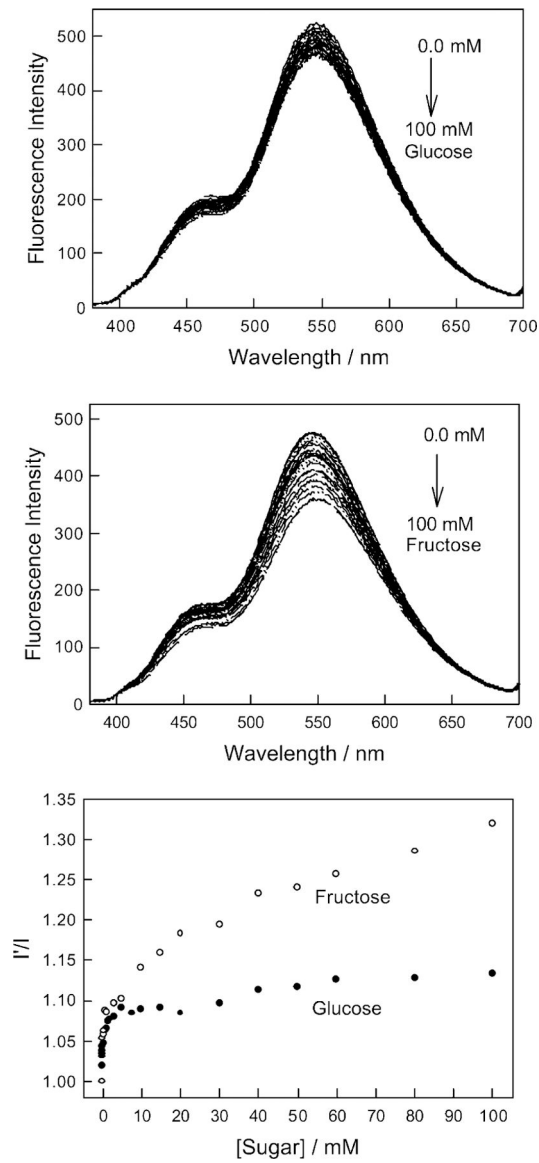 500
400
300
200
100
0
Fluorescence Intensity
0.0 mM
100 mM
Glucose
400 450 500 550 600 650 700
Wavelength / nm
500
400
300
200
100
0
Fluorescence Intensity
0.0 mM
100 mM
Fructose
400 450 500 550 600 650 700
Wavelength / nm
1.35
1.30
1.25
1.20
1.15
1.10
1.05
1.00
I'/I
Fructose
Glucose
0 10 20 30 40 50 60 70 80 90 100
[Sugar] / mM